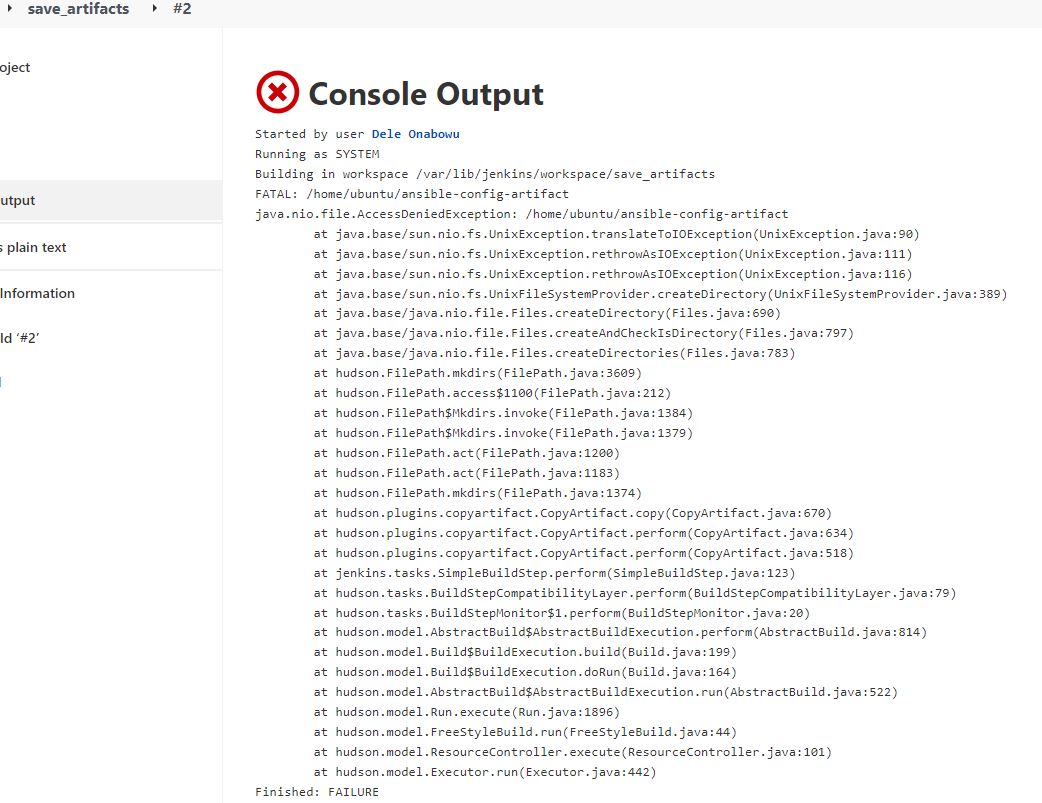 save_artifacts
#2
oject
utput
s plain text
Information
ld ‘#2’
Console Output
Started by user Dele Onabowu
Running as SYSTEM
Building in workspace /var/lib/jenkins/workspace/save_artifacts
FATAL: /home/ubuntu/ansible-config-artifact
java.nio.file.AccessDeniedException: /home/ubuntu/ansible-config-artifact
at java.base/sun.nio.fs.UnixException.translateToIOException(UnixException.java:90)
at java.base/sun.nio.fs.UnixException.rethrowAsIOException(UnixException.java:111)
at java.base/sun.nio.fs.UnixException.rethrowAsIOException(UnixException.java:116)
at java.base/sun.nio.fs.UnixFileSystemProvider.createDirectory(UnixFileSystemProvider.java:389)
at java.base/java.nio.file.Files.createDirectory(Files.java:690)
at java.base/java.nio.file.Files.createAndCheckIsDirectory(Files.java:797)
at java.base/java.nio.file.Files.createDirectories(Files.java:783)
at hudson.FilePath.mkdirs(FilePath.java:3609)
at hudson.FilePath.access$1100(FilePath.java:212)
at hudson.FilePath$Mkdirs.invoke(FilePath.java:1384)
at hudson.FilePath$Mkdirs.invoke(FilePath.java:1379)
at hudson.FilePath.act(FilePath.java:1200)
at hudson.FilePath.act(FilePath.java:1183)
at hudson.FilePath.mkdirs(FilePath.java:1374)
at hudson.plugins.copyartifact.CopyArtifact.copy(CopyArtifact.java:670)
at hudson.plugins.copyartifact.CopyArtifact.perform(CopyArtifact.java:634)
at hudson.plugins.copyartifact.CopyArtifact.perform(CopyArtifact.java:518)
at jenkins.tasks.SimpleBuildStep.perform(SimpleBuildStep.java:123)
at hudson.tasks.BuildStepCompatibilityLayer.perform(BuildStepCompatibilityLayer.java:79)
at hudson.tasks.BuildStepMonitor$1.perform(BuildStepMonitor.java:20)
at hudson.model.AbstractBuild$AbstractBuildExecution.perform(AbstractBuild.java:814)
at hudson.model.Build$BuildExecution.build(Build.java:199)
at hudson.model.Build$BuildExecution.doRun(Build.java:164)
at hudson.model.AbstractBuild$AbstractBuildExecution.run(AbstractBuild.java:522)
at hudson.model.Run.execute(Run.java:1896)
at hudson.model.FreeStyleBuild.run(FreeStyleBuild.java:44)
at hudson.model.ResourceController.execute(ResourceController.java:101)
at hudson.model.Executor.run(Executor.java:442)
Finished: FAILURE